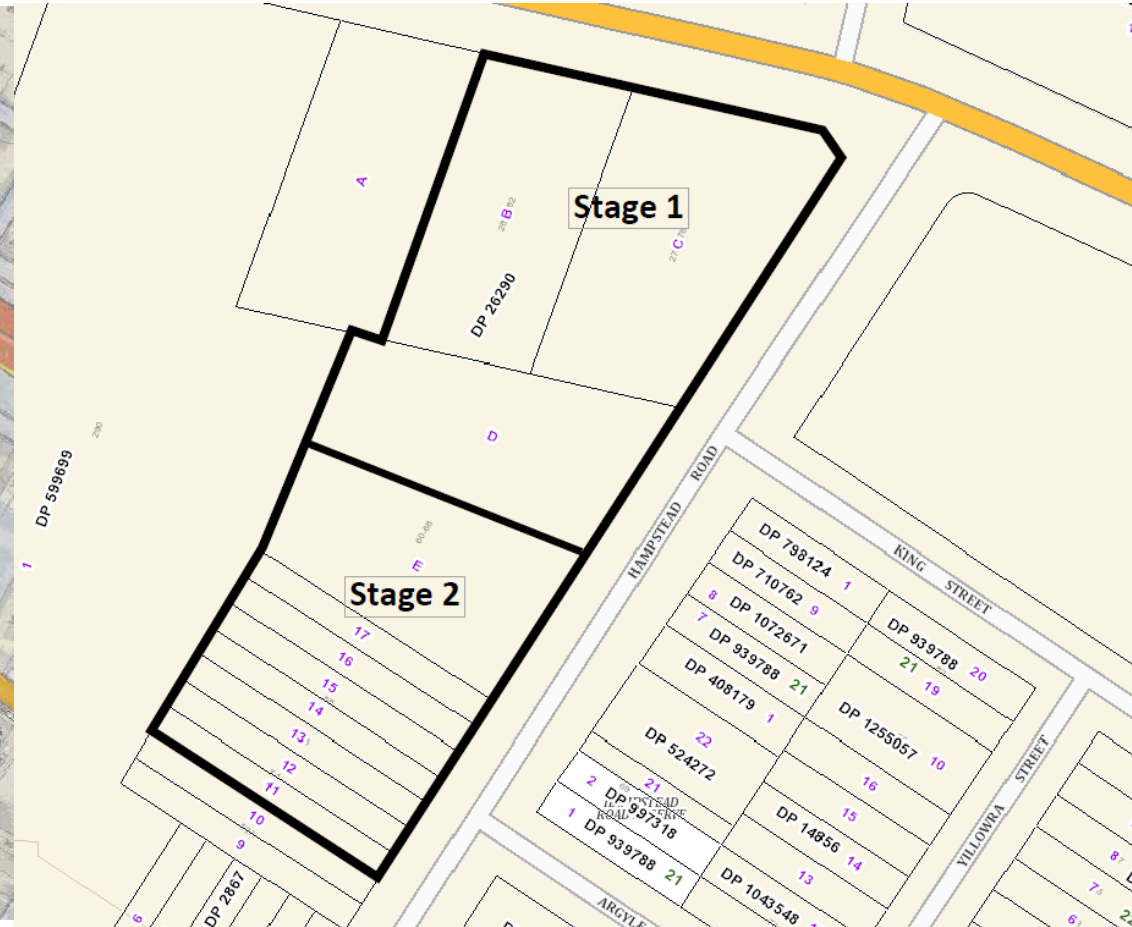 A
B
Stage 1
C
DP 26290
D
290
DP 599699
1
60-68
E
Stage 2
17
16
15
14
13
12
11
10
9
6
DP 2867
HAMPSTEAD ROAD
KING STREET
YILLOWRA STREET
ARGYLE
DP 798124 1
DP 710762 9
8 DP 1072671
7 DP 939788 21
DP 408179 1
22
DP 524272
21
2 DP 997318
1 DP 939788 21
DP 939788 20
21 19
DP 1255057 10
16
15
DP 14856 14
13
DP 1043548
8
7
6